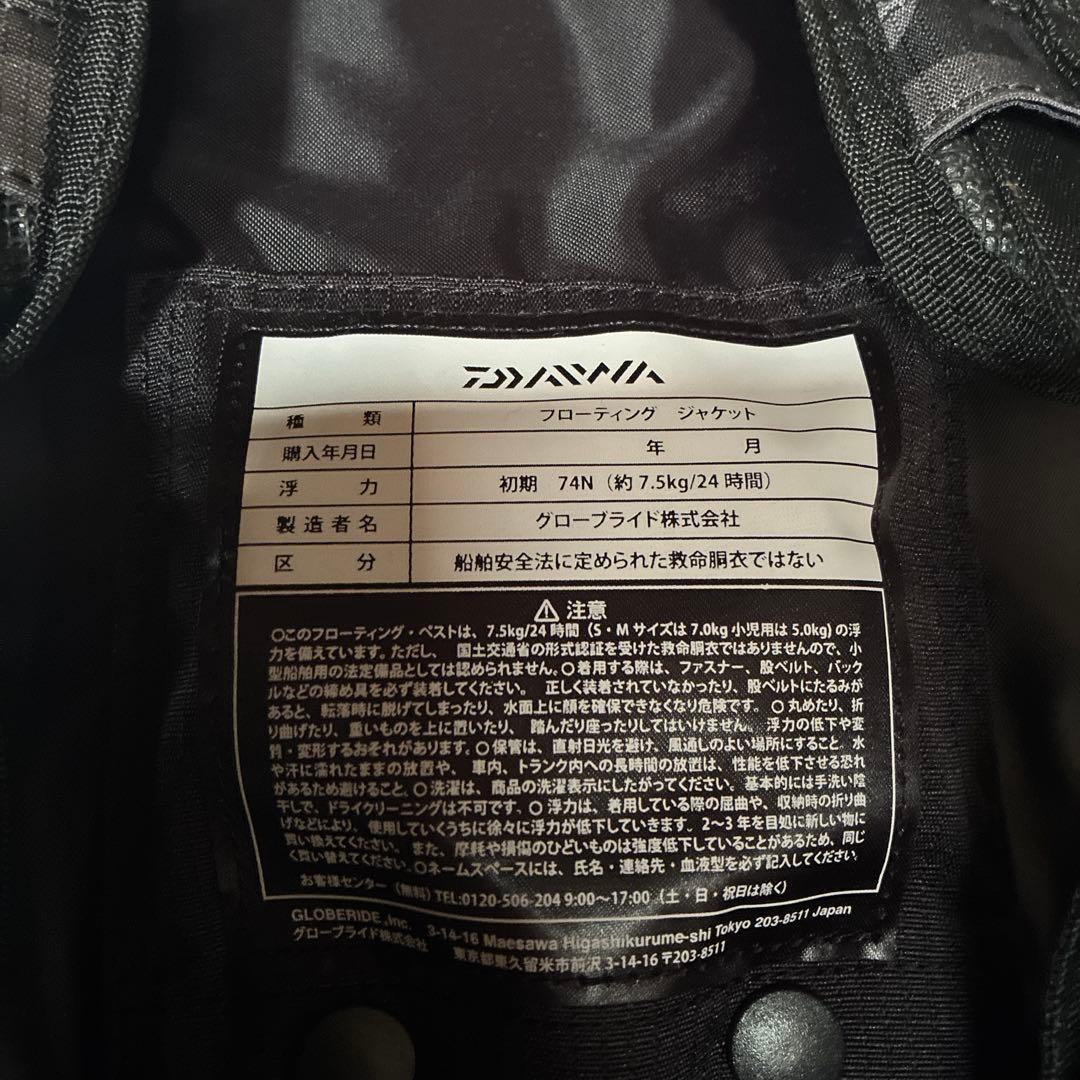 DAIWA
種 類 フローティング ジャケット
購入年月日 年 月
浮 力 初期 74N（約 7.5kg/24 時間）
製造者名 グローブライド株式会社
区 分 船舶安全法に定められた救命胴衣ではない
⚠ 注意
○このフローティング・ベストは、7.5kg/24 時間（S・M サイズは 7.0kg 小児用は 5.0kg) の浮
力を備えています。ただし、 国土交通省の形式認証を受けた救命胴衣ではありませんので、小
型船舶用の法定備品としては認められません。○着用する際は、ファスナー、股ベルト、バック
ルなどの締め具を必ず装着してください。 正しく装着されていなかったり、股ベルトにたるみが
あると、転落時に脱げてしまったり、水面上に顔を確保できなくなり危険です。○丸めたり、折
り曲げたり、重いものを上に置いたり、 踏んだり座ったりしてはいけません。 浮力の低下や変
質・変形するおそれがあります。○保管は、直射日光を避け、風通しのよい場所にすること。水
や汗に濡れたままの放置や、 車内、トランク内への長時間の放置は、性能を低下させる恐れ
があるため避けること。○洗濯は、商品の洗濯表示にしたがってください。基本的には手洗い陰
干しで、ドライクリーニングは不可です。○浮力は、着用している際の屈曲や、収納時の折り曲
げなどにより、使用していくうちに徐々に浮力が低下していきます。2〜3 年を目処に新しい物に
買い換えてください。また、摩耗や損傷のひどいものは強度低下していることがあるため、同じ
く買い替えてください。○ネームスペースには、氏名・連絡先・血液型を必ず記入してください。
お客様センター（無料）TEL:0120-506-204 9:00〜17:00（土・日・祝日は除く）
GLOBERIDE,Inc. 3-14-16 Maesawa Higashikurume-shi Tokyo 203-8511 Japan
グローブライド株式会社 東京都東久留米市前沢 3-14-16 〒203-8511